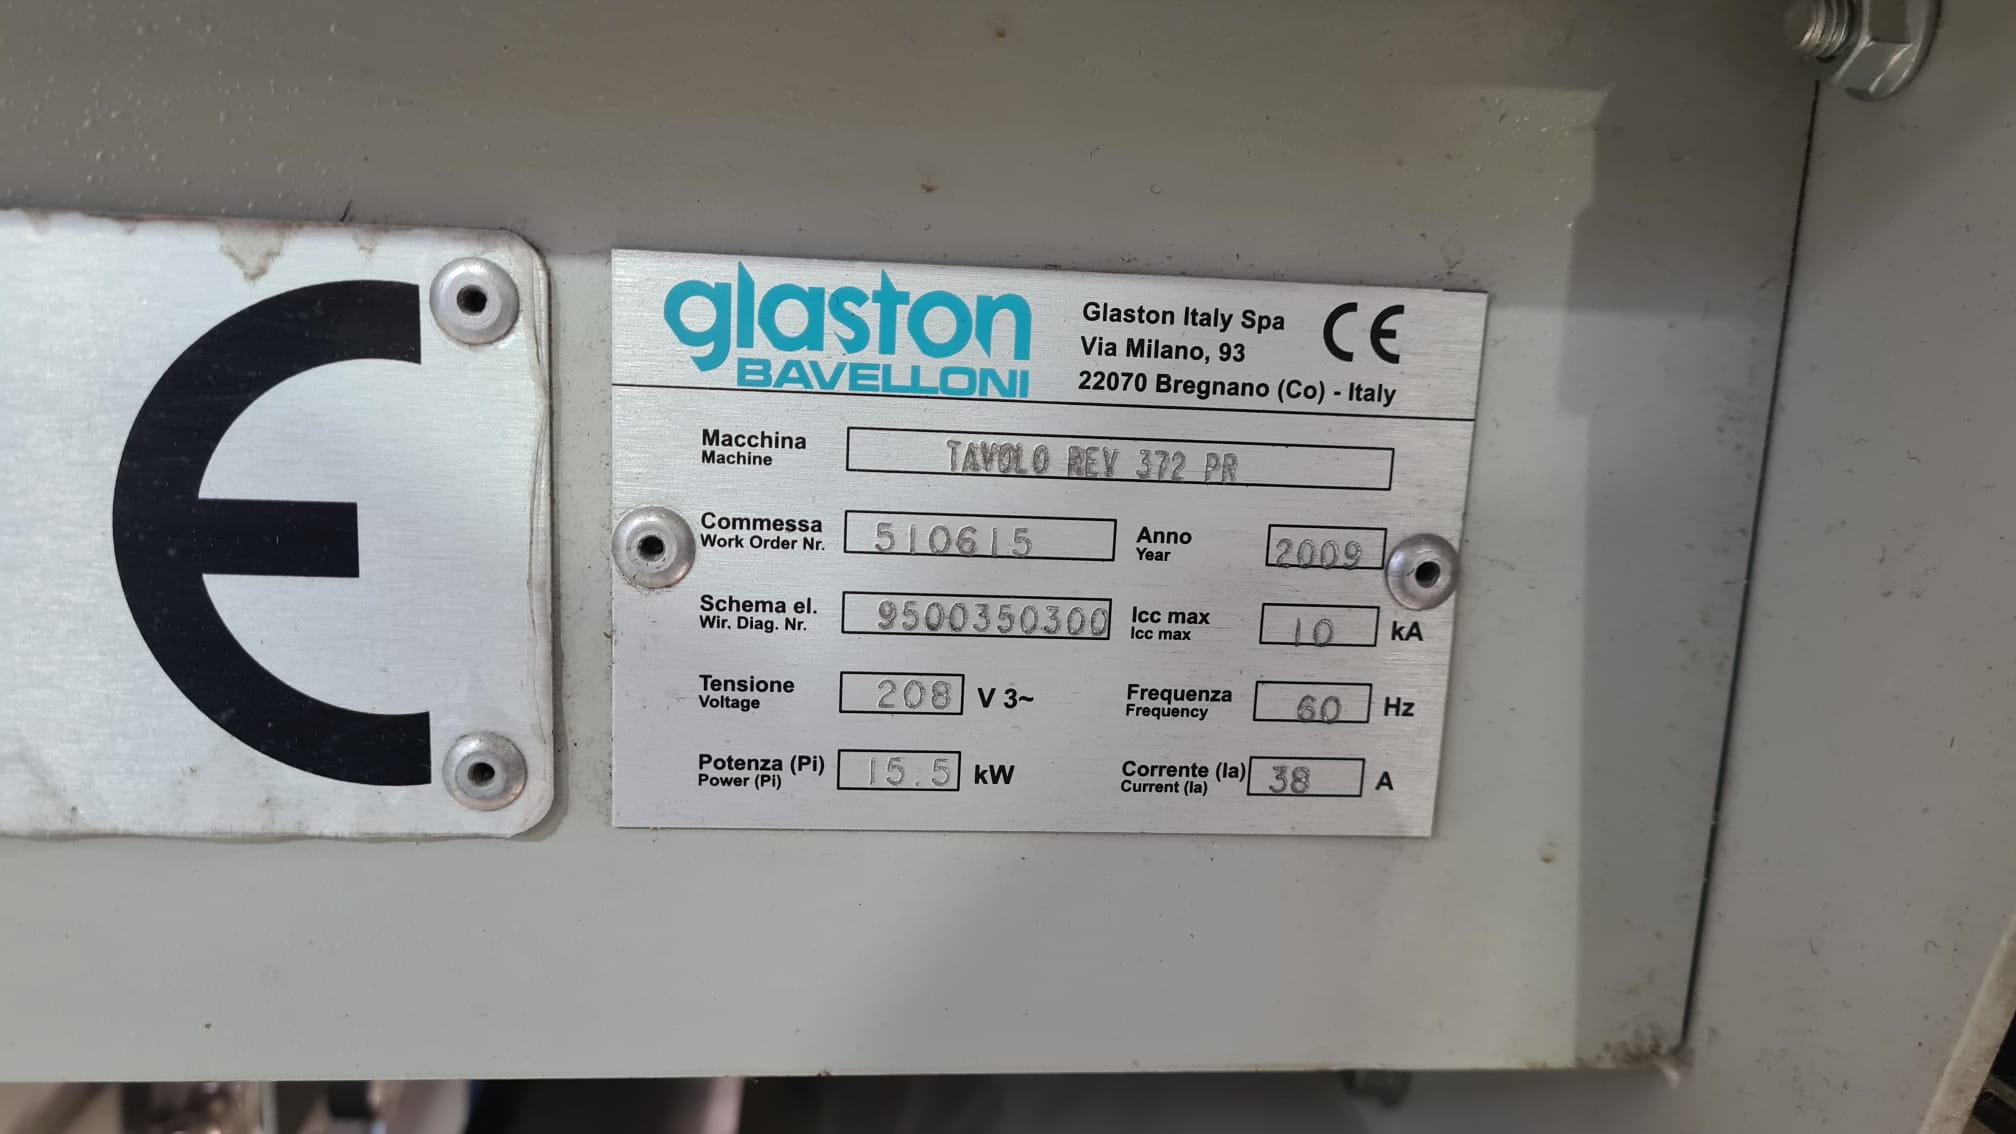 E
glaston
BAVELLONI
Glaston Italy Spa
Via Milano, 93
22070 Bregnano (Co) - Italy
CE
Macchina
Machine
TAVOLO REV 372 PR
Commessa
Work Order Nr.
510615
Anno
Year
2009
Schema el.
Wir. Diag. Nr.
9500350300
Icc max
Icc max
10 kA
Tensione
Voltage
208 V 3~
Frequenza
Frequency
60 Hz
Potenza (Pi)
Power (Pi)
15.5 kW
Corrente (Ia)
Current (Ia)
38 A